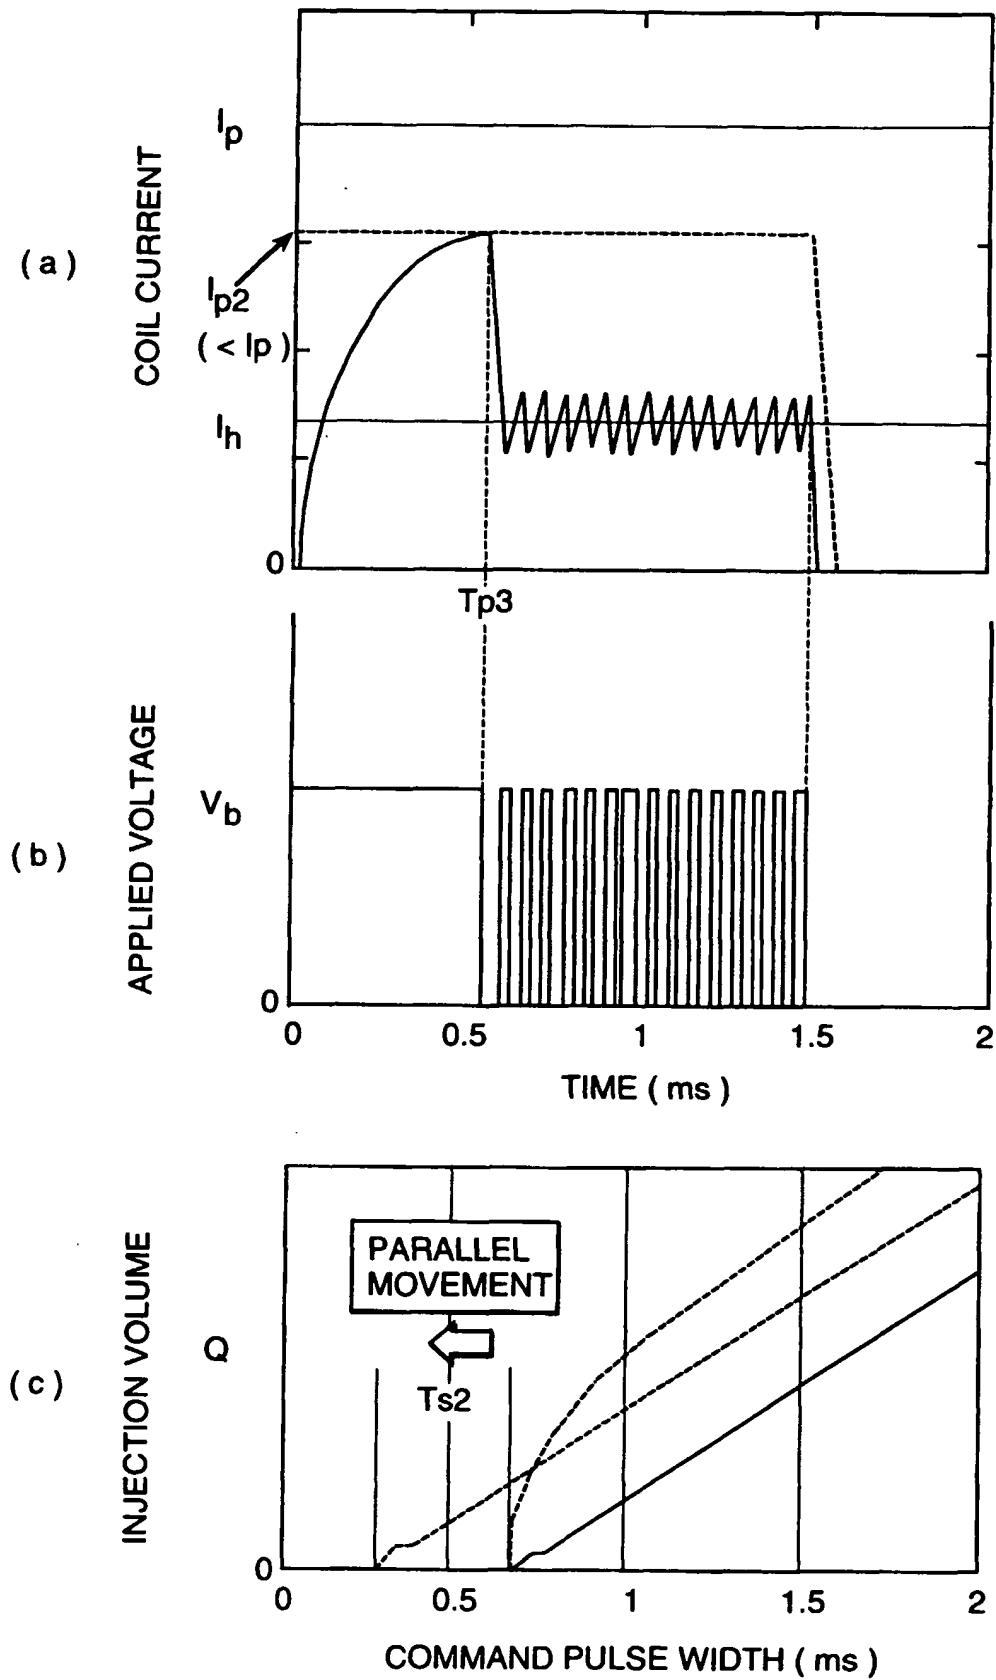 (a)
COIL CURRENT
Ip
Ip2
(< Ip)
Ih
0
Tp3
(b)
APPLIED VOLTAGE
Vb
0
0
0.5
1
1.5
2
TIME ( ms )
(c)
INJECTION VOLUME
Q
PARALLEL
MOVEMENT
Ts2
0
0
0.5
1
1.5
2
COMMAND PULSE WIDTH ( ms )